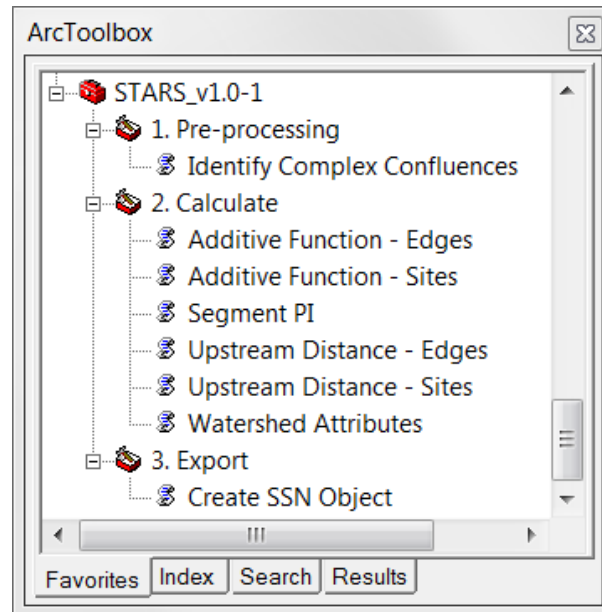 ArcToolbox
STARS_v1.0-1
1. Pre-processing
Identify Complex Confluences
2. Calculate
Additive Function - Edges
Additive Function - Sites
Segment PI
Upstream Distance - Edges
Upstream Distance - Sites
Watershed Attributes
3. Export
Create SSN Object
Favorites Index Search Results